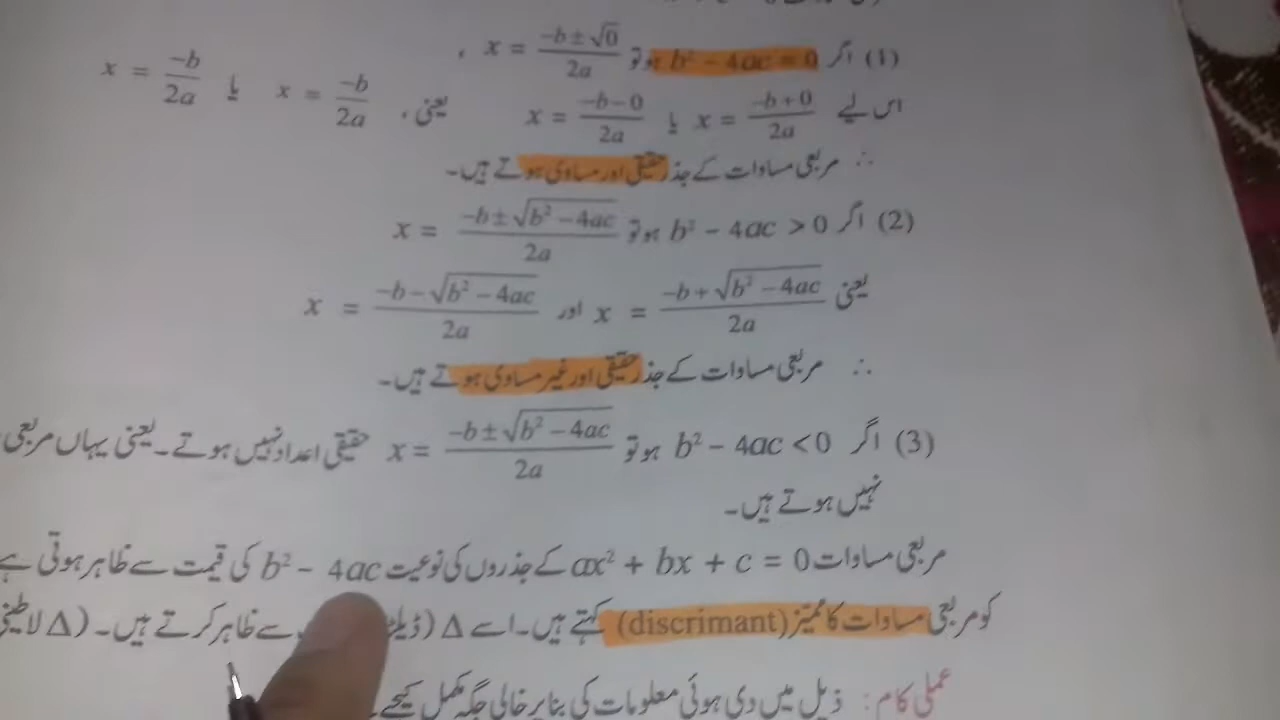 (1) اگر b² − 4ac = 0 ہو تو x = (−b ± √0)/2a ،
اس لیے x = (−b + 0)/2a یا x = (−b − 0)/2a یعنی، x = −b/2a یا x = −b/2a
∴ مربعی مساوات کے جذر حقیقی اور مساوی ہوتے ہیں۔
(2) اگر b² − 4ac > 0 ہو تو x = (−b ± √(b² − 4ac))/2a
یعنی x = (−b + √(b² − 4ac))/2a اور x = (−b − √(b² − 4ac))/2a
∴ مربعی مساوات کے جذر حقیقی اور غیر مساوی ہوتے ہیں۔
(3) اگر b² − 4ac < 0 ہو تو x = (−b ± √(b² − 4ac))/2a حقیقی اعداد نہیں ہوتے۔ یعنی یہاں مربعی
نہیں ہوتے ہیں۔
مربعی مساوات ax² + bx + c = 0 کے جذروں کی نوعیت b² − 4ac کی قیمت سے ظاہر ہوتی ہے
کو مربعی مساوات کا ممیّز (discrimant) کہتے ہیں۔ اسے Δ سے ظاہر کرتے ہیں۔ (Δ لاطینی
عملی کام : ذیل میں دی ہوئی معلومات کی بنا پر خالی جگہ مکمل کیجیے۔